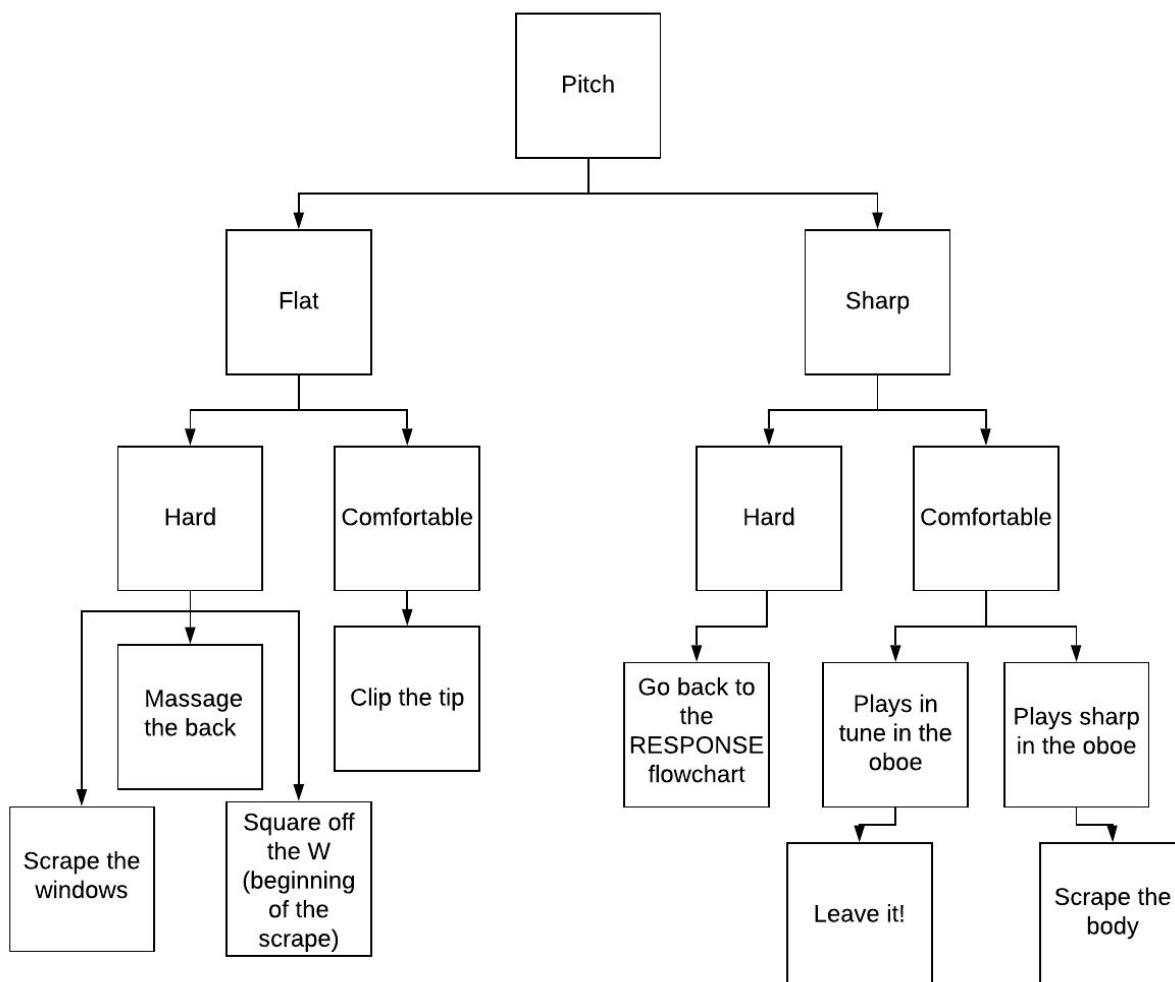 Pitch
Flat
Sharp
Hard
Comfortable
Hard
Comfortable
Massage
the back
Clip the tip
Go back to
the
RESPONSE
flowchart
Plays in
tune in the
oboe
Plays sharp
in the oboe
Scrape the
windows
Square off
the W
(beginning
of the
scrape)
Leave it!
Scrape the
body